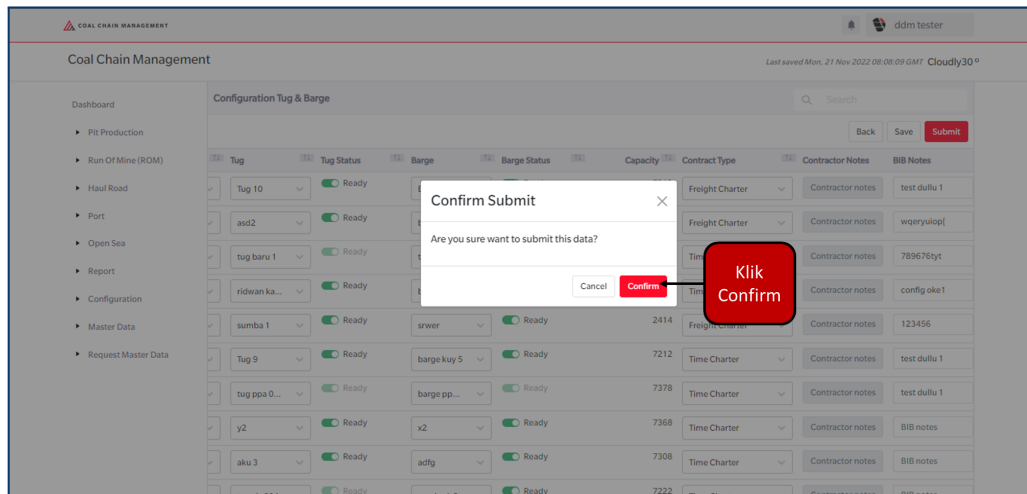 COAL CHAIN MANAGEMENT
ddm tester
Coal Chain Management
Last saved Mon, 21 Nov 2022 08:08:09 GMT Cloudly30 º
Dashboard
Pit Production
Run Of Mine (ROM)
Haul Road
Port
Open Sea
Report
Configuration
Master Data
Request Master Data
Configuration Tug & Barge
Search
Back Save Submit
Tug Tug Status Barge Barge Status Capacity Contract Type Contractor Notes BIB Notes
Tug 10 Ready Freight Charter Contractor notes test dullu 1
asd2 Ready Freight Charter Contractor notes wqeryuiop[
tug baru 1 Ready Contractor notes 789676tyt
ridwan ka... Ready Contractor notes config oke1
sumba 1 Ready srwer Ready 2414 Freight Charter Contractor notes 123456
Tug 9 Ready barge kuy 5 Ready 7212 Time Charter Contractor notes test dullu 1
tug ppa 0... Ready barge pp... Ready 7378 Time Charter Contractor notes test dullu 1
y2 Ready x2 Ready 7368 Time Charter Contractor notes BIB notes
aku 3 Ready adfg Ready 7308 Time Charter Contractor notes BIB notes
Ready Ready 7222
Confirm Submit
Are you sure want to submit this data?
Cancel Confirm
Klik
Confirm